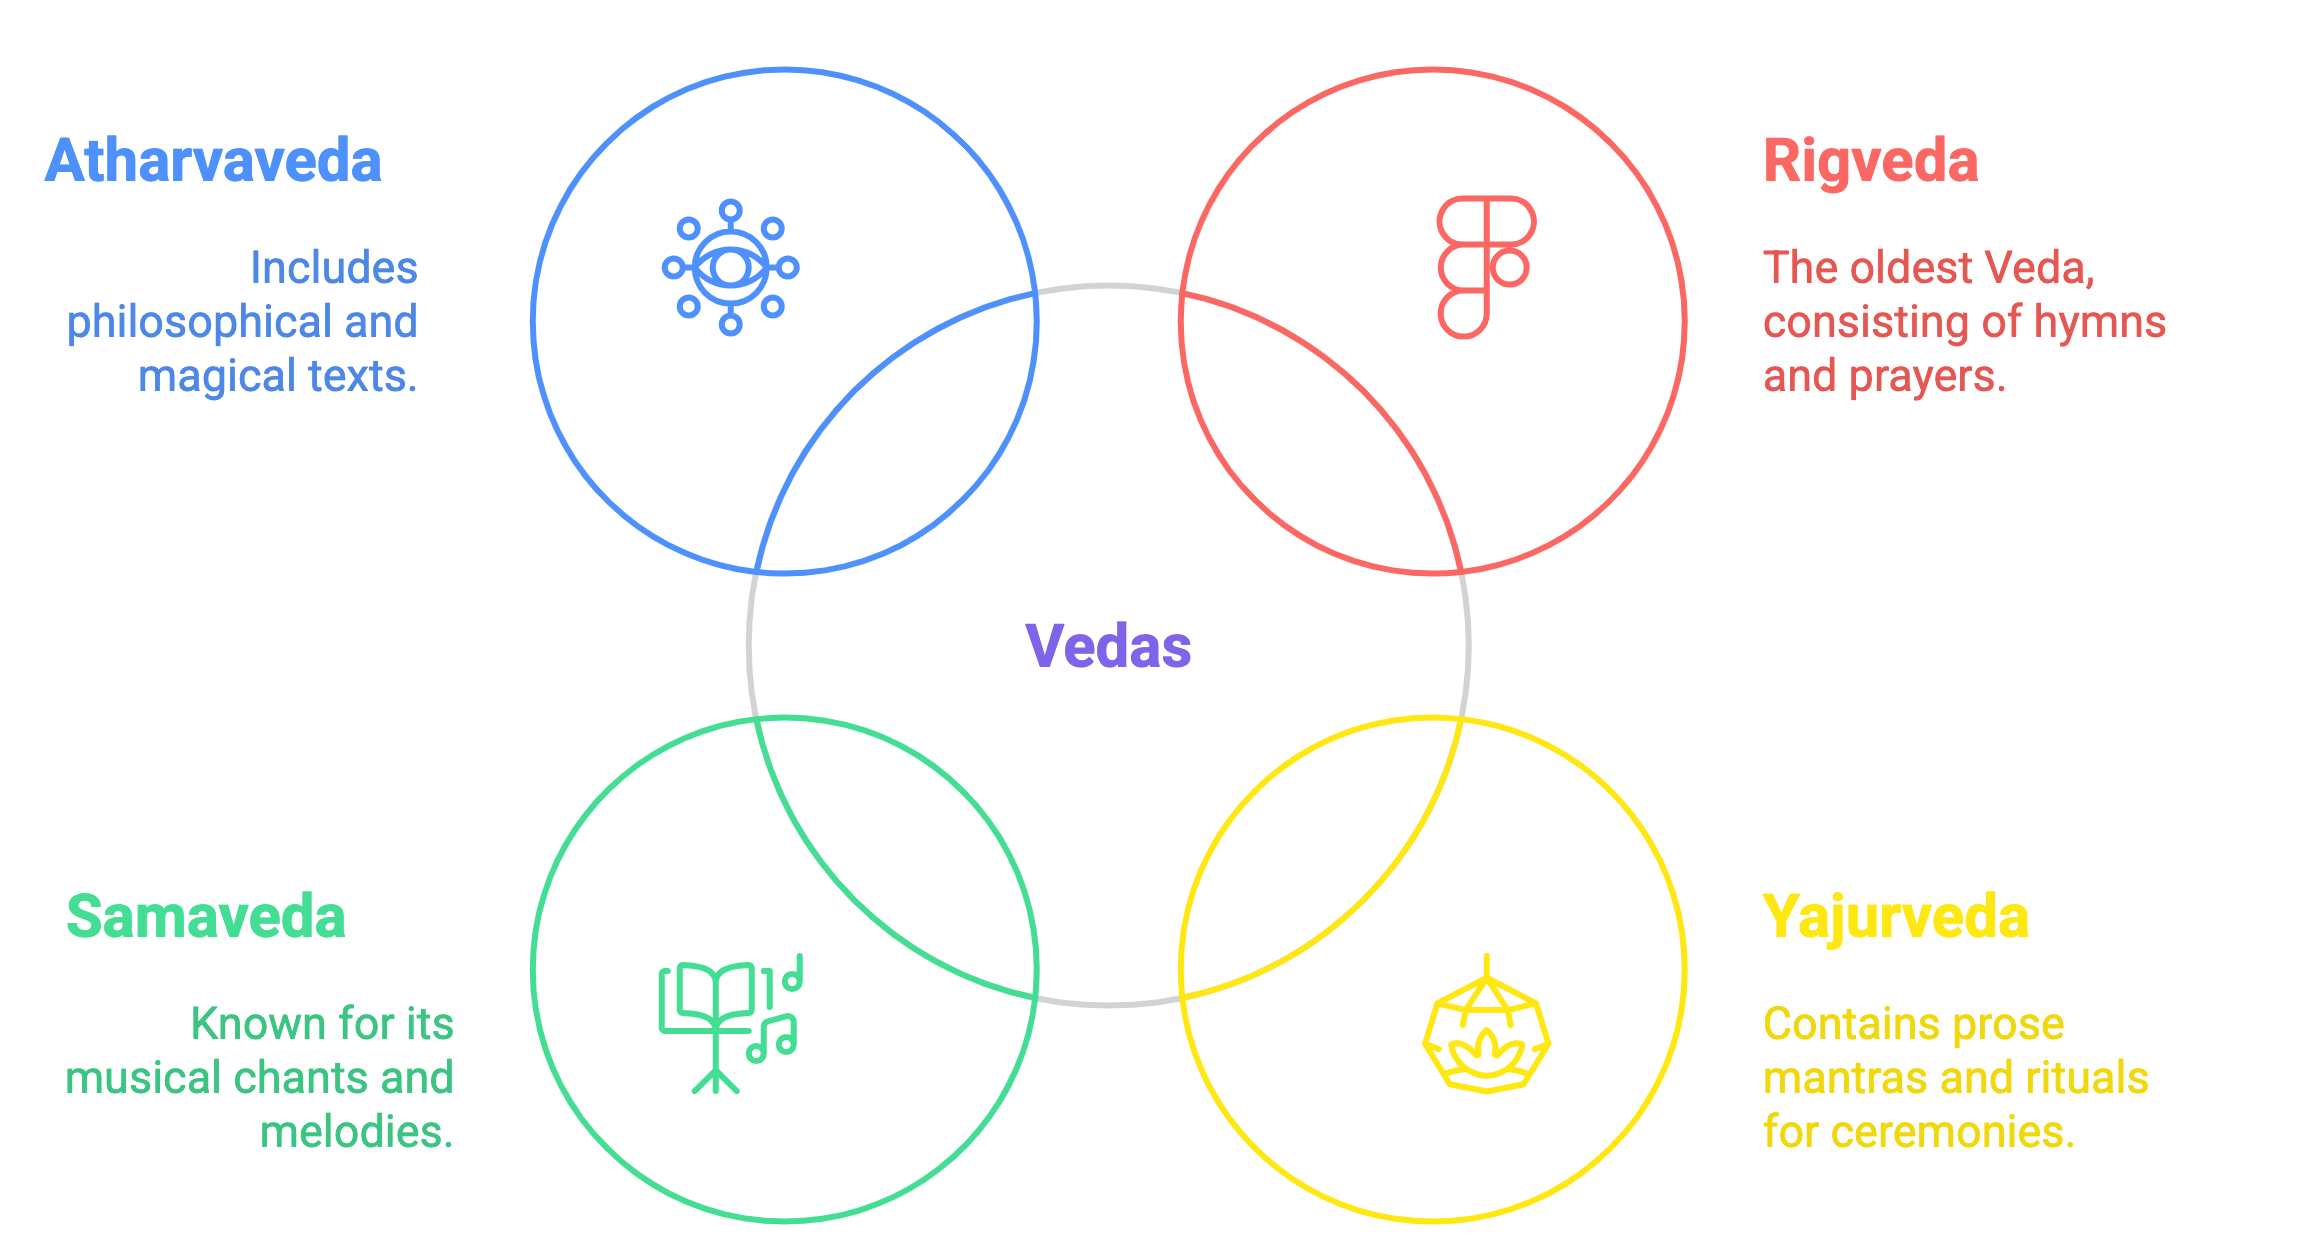 Atharvaveda
Includes
philosophical and
magical texts.
Rigveda
The oldest Veda,
consisting of hymns
and prayers.
Vedas
Samaveda
Known for its
musical chants and
melodies.
Yajurveda
Contains prose
mantras and rituals
for ceremonies.